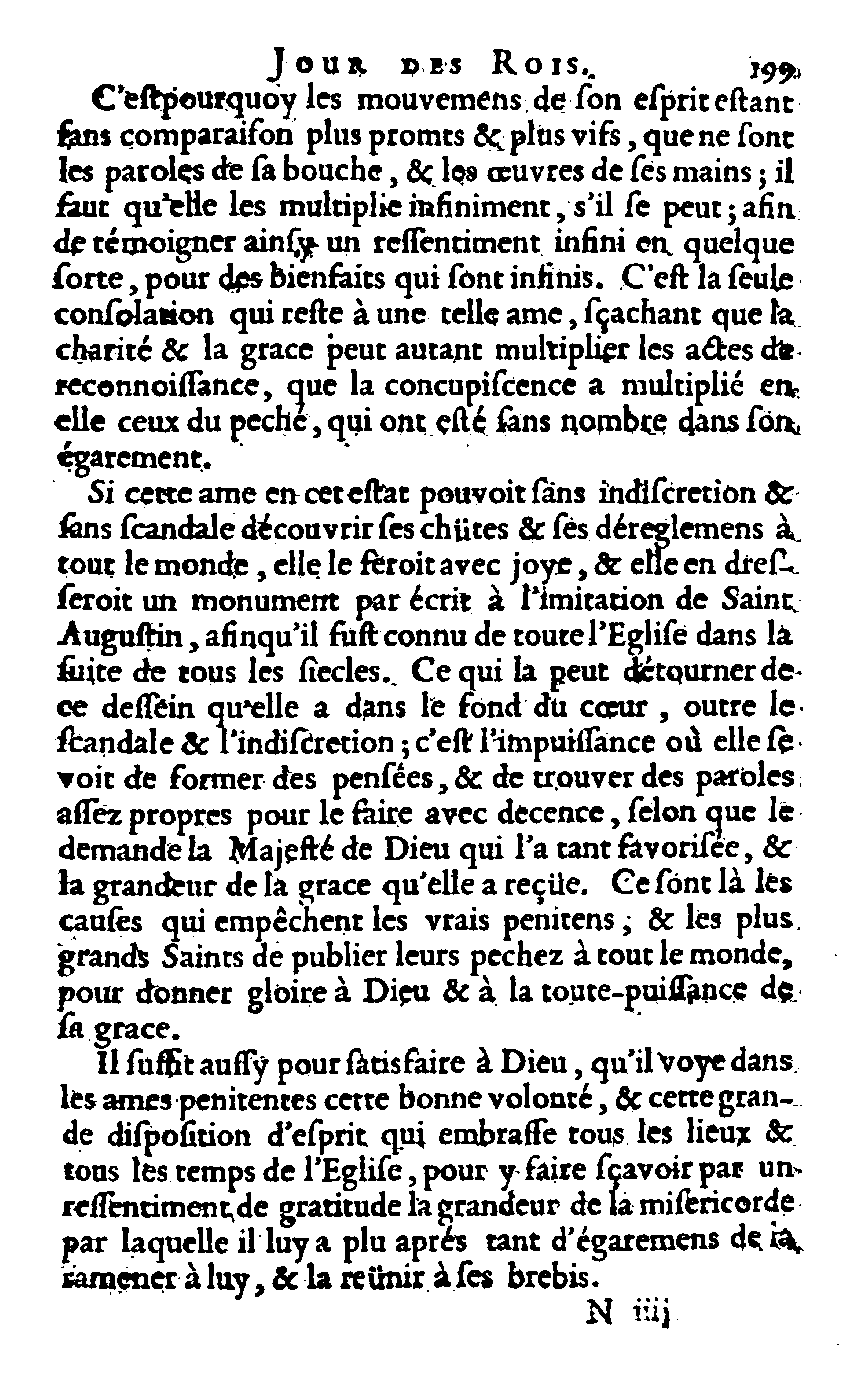 JOUR DES ROIS. 199.
C'eſtpourquoy les mouvemens de ſon eſprit eſtant
ſans comparaiſon plus promts & plus vifs, que ne ſont
les paroles de ſa bouche, & les œuvres de ſes mains; il
faut qu'elle les multiplie infiniment, s'il ſe peut; afin
de témoigner ainſy un reſſentiment infini en quelque
ſorte, pour des bienfaits qui ſont infinis. C'eſt la ſeule
conſolation qui reſte à une telle ame, ſçachant que la
charité & la grace peut autant multiplier les actes de
reconnoiſſance, que la concupiſcence a multiplié en
elle ceux du peché, qui ont eſté ſans nombre dans ſon
égarement.
Si cette ame en cet eſtat pouvoit ſans indiſcretion &
ſans ſcandale découvrir ſes chûtes & ſes déreglemens à
tout le monde, elle le feroit avec joye, & elle en dreſ-
ſeroit un monument par écrit à l'imitation de Saint
Auguſtin, afinqu'il fuſt connu de toute l'Egliſe dans la
ſuite de tous les ſiecles. Ce qui la peut détourner de
ce deſſein qu'elle a dans le fond du cœur, outre le
ſcandale & l'indiſcretion; c'eſt l'impuiſſance où elle ſe
voit de former des penſées, & de trouver des paroles
aſſez propres pour le faire avec decence, ſelon que le
demande la Majeſté de Dieu qui l'a tant favoriſée, &
la grandeur de la grace qu'elle a reçüe. Ce ſont là les
cauſes qui empêchent les vrais penitens, & les plus
grands Saints de publier leurs pechez à tout le monde,
pour donner gloire à Dieu & à la toute-puiſſance de
ſa grace.
Il ſuffit auſſy pour ſatisfaire à Dieu, qu'il voye dans
les ames penitentes cette bonne volonté, & cette gran-
de diſpoſition d'eſprit qui embraſſe tous les lieux &
tous les temps de l'Egliſe, pour y faire ſçavoir par un
reſſentiment de gratitude la grandeur de la miſericorde
par laquelle il luy a plu aprés tant d'égaremens de la
ramener à luy, & la reünir à ſes brebis.
N iiij